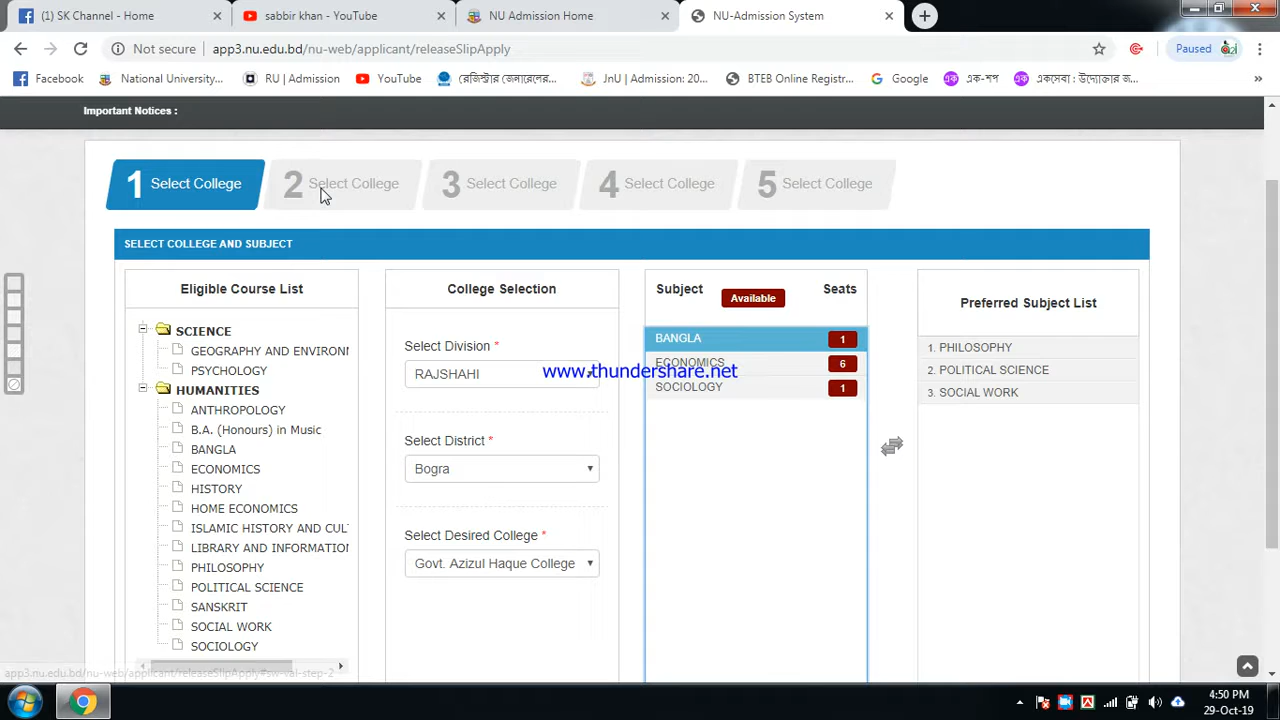 (1) SK Channel - Home
sabbir khan - YouTube
NU Admission Home
NU-Admission System
Not secure
app3.nu.edu.bd/nu-web/applicant/releaseSlipApply
Paused
Facebook
National University...
RU | Admission
YouTube
রেজিস্টার জেনারেলের...
JnU | Admission: 20...
BTEB Online Registr...
Google
এক-শপ
একসেবা : উদ্যোক্তার জ...
Important Notices :
1 Select College
2 Select College
3 Select College
4 Select College
5 Select College
SELECT COLLEGE AND SUBJECT
Eligible Course List
SCIENCE
GEOGRAPHY AND ENVIRON
PSYCHOLOGY
HUMANITIES
ANTHROPOLOGY
B.A. (Honours) in Music
BANGLA
ECONOMICS
HISTORY
HOME ECONOMICS
ISLAMIC HISTORY AND CUL
LIBRARY AND INFORMATION
PHILOSOPHY
POLITICAL SCIENCE
SANSKRIT
SOCIAL WORK
SOCIOLOGY
College Selection
Select Division *
RAJSHAHI
Select District *
Bogra
Select Desired College *
Govt. Azizul Haque College
Subject Available Seats
BANGLA 1
ECONOMICS 6
SOCIOLOGY 1
www.thundershare.net
Preferred Subject List
1. PHILOSOPHY
2. POLITICAL SCIENCE
3. SOCIAL WORK
app3.nu.edu.bd/nu-web/applicant/releaseSlipApply#sw-val-step-2
4:50 PM
29-Oct-19